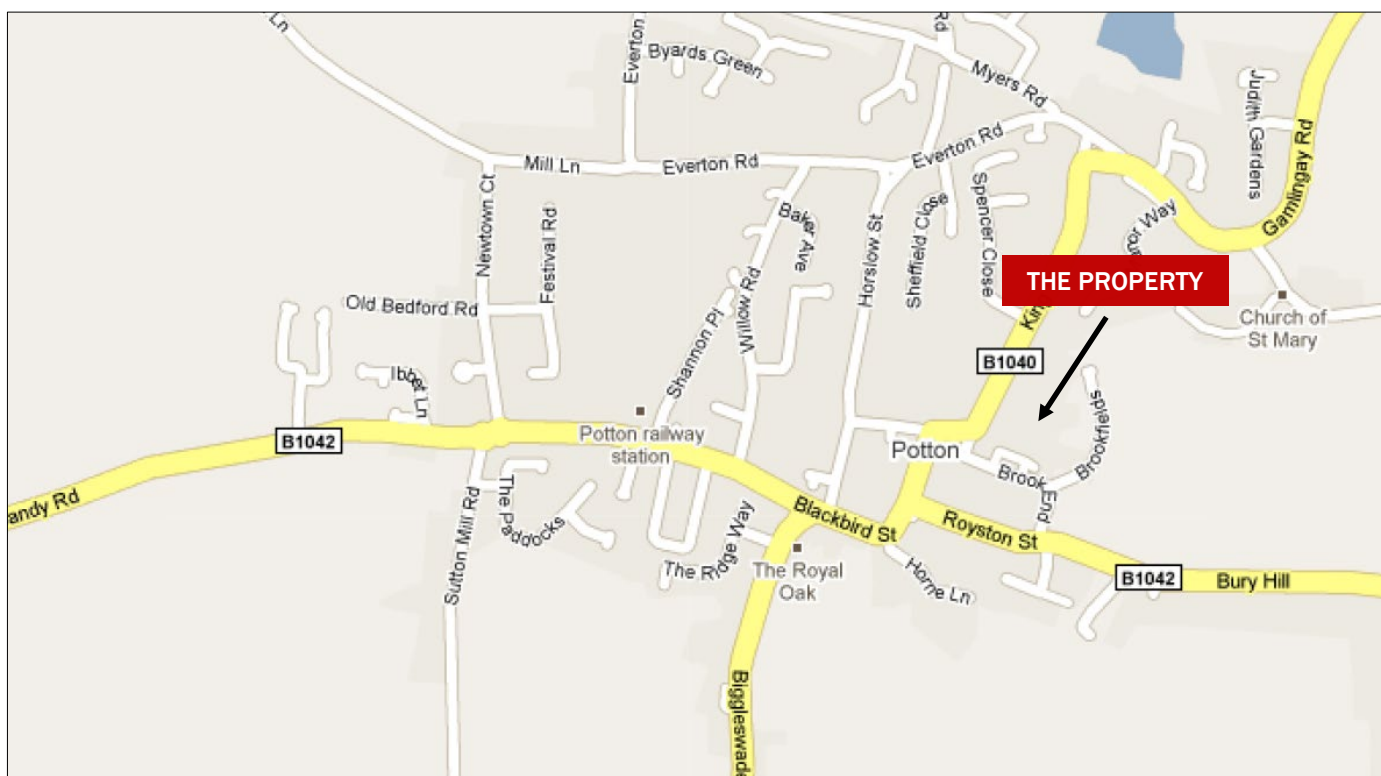 Ln
Everton
Byards Green
Rd
Myers Rd
Judith Gardens
Gamlingay Rd
Mill Ln
Everton Rd
Everton Rd
Newtown Ct
Festival Rd
Baker Ave
Horslow St
Sheffield Close
Spencer Close
Way
THE PROPERTY
Old Bedford Rd
Shannon Pl
Willow Rd
Church of
St Mary
B1040
Ibbet Ln
B1042
Potton railway
station
Potton
Brookfields
Brook End
andy Rd
Sutton Mill Rd
The Paddocks
Blackbird St
Royston St
The Ridge Way
The Royal
Oak
Horne Ln
B1042
Bury Hill
Biggleswade